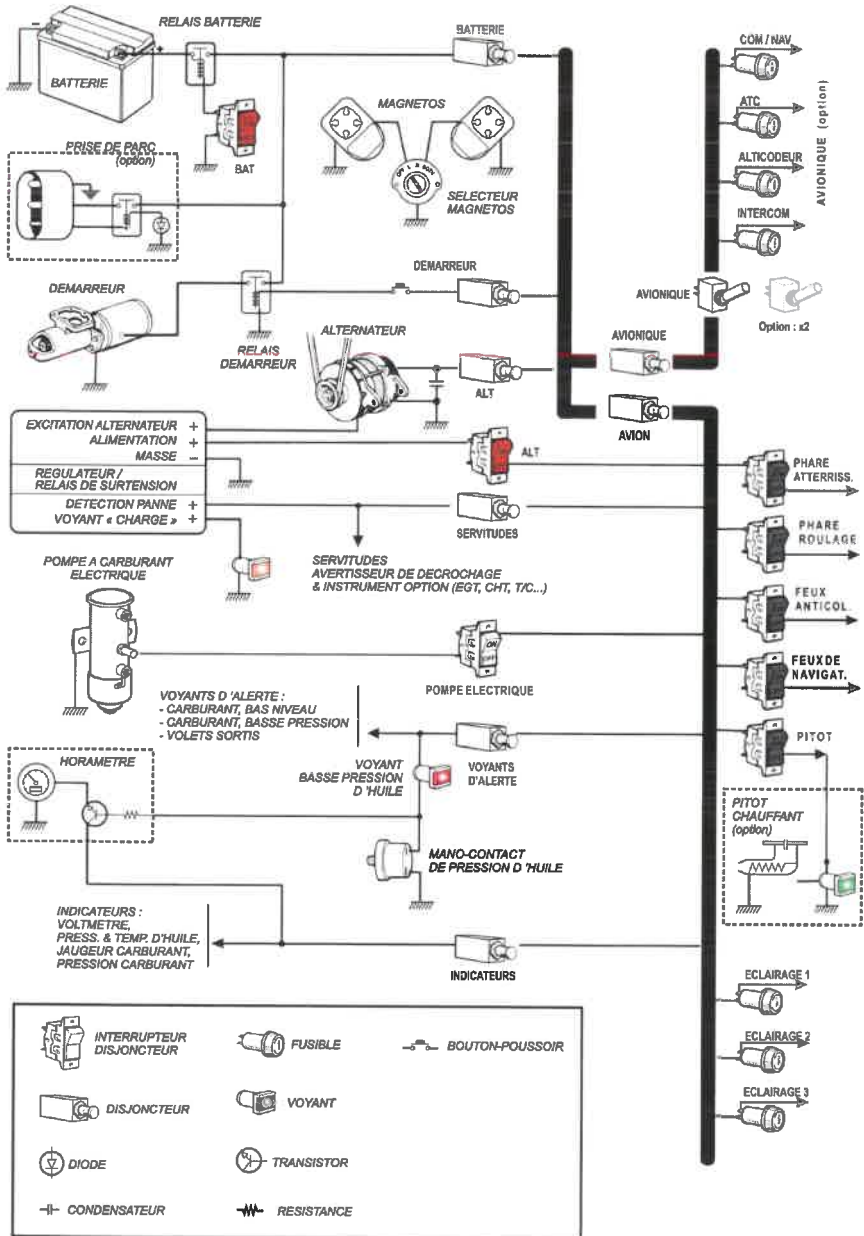 RELAIS BATTERIE
BATTERIE
BATTERIE
BAT
PRISE DE PARC
(option)
MAGNETOS
SELECTEUR
MAGNETOS
COM / NAV
ATC
ALTICODEUR
INTERCOM
AVIONIQUE (option)
DEMARREUR
DEMARREUR
RELAIS
DEMARREUR
ALTERNATEUR
ALT
AVIONIQUE
Option : x2
AVIONIQUE
AVION
EXCITATION ALTERNATEUR +
ALIMENTATION +
MASSE –
REGULATEUR /
RELAIS DE SURTENSION
DETECTION PANNE +
VOYANT « CHARGE » +
ALT
SERVITUDES
SERVITUDES
AVERTISSEUR DE DECROCHAGE
& INSTRUMENT OPTION (EGT, CHT, T/C...)
PHARE
ATTERRISS.
PHARE
ROULAGE
FEUX
ANTICOL.
FEUX DE
NAVIGAT.
PITOT
POMPE A CARBURANT
ELECTRIQUE
ON
OFF
POMPE ELECTRIQUE
VOYANTS D 'ALERTE :
- CARBURANT, BAS NIVEAU
- CARBURANT, BASSE PRESSION
- VOLETS SORTIS
VOYANT
BASSE PRESSION
D 'HUILE
VOYANTS
D'ALERTE
HORAMETRE
MANO-CONTACT
DE PRESSION D 'HUILE
PITOT
CHAUFFANT
(option)
INDICATEURS :
VOLTMETRE,
PRESS. & TEMP. D'HUILE,
JAUGEUR CARBURANT,
PRESSION CARBURANT
INDICATEURS
ECLAIRAGE 1
ECLAIRAGE 2
ECLAIRAGE 3
INTERRUPTEUR
DISJONCTEUR
FUSIBLE
BOUTON-POUSSOIR
DISJONCTEUR
VOYANT
DIODE
TRANSISTOR
CONDENSATEUR
RESISTANCE